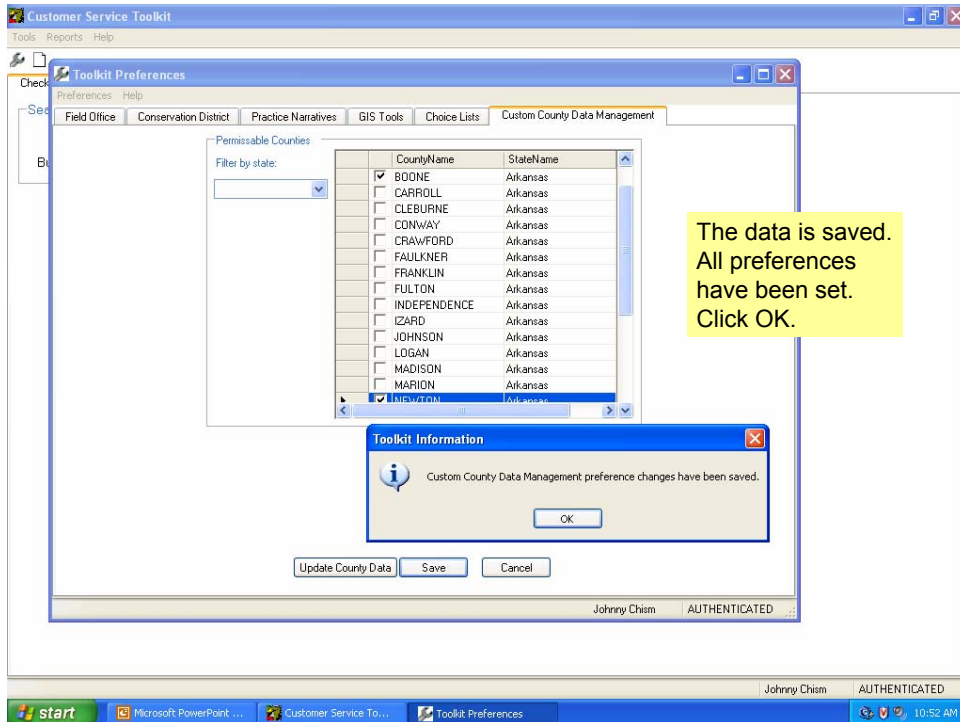 Customer Service Toolkit
Tools Reports Help
Check
Toolkit Preferences
Preferences Help
Field Office Conservation District Practice Narratives GIS Tools Choice Lists Custom County Data Management
Permissable Counties
Filter by state:
CountyName StateName
BOONE Arkansas
CARROLL Arkansas
CLEBURNE Arkansas
CONWAY Arkansas
CRAWFORD Arkansas
FAULKNER Arkansas
FRANKLIN Arkansas
FULTON Arkansas
INDEPENDENCE Arkansas
IZARD Arkansas
JOHNSON Arkansas
LOGAN Arkansas
MADISON Arkansas
MARION Arkansas
NEWTON Arkansas
The data is saved.
All preferences
have been set.
Click OK.
Toolkit Information
Custom County Data Management preference changes have been saved.
OK
Update County Data Save Cancel
Johnny Chism AUTHENTICATED
Johnny Chism AUTHENTICATED
start Microsoft PowerPoint ... Customer Service To... Toolkit Preferences 10:52 AM